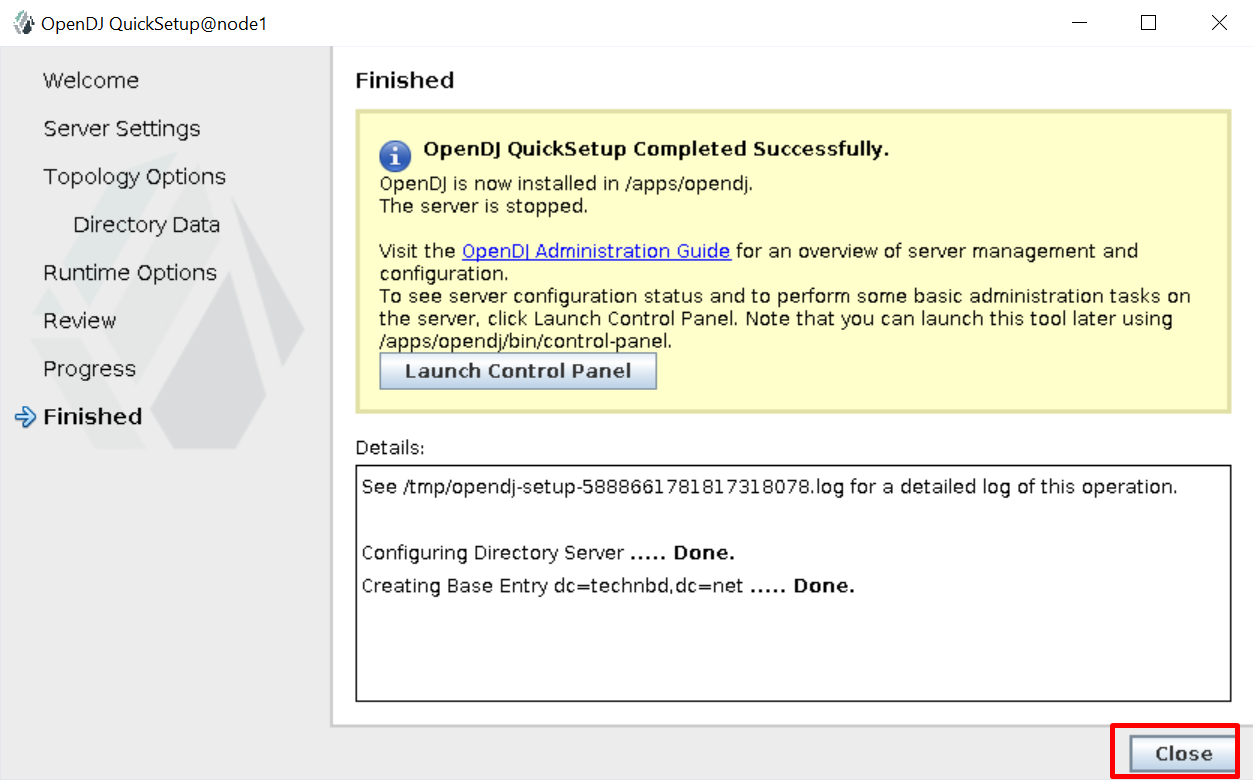 OpenDJ QuickSetup@node1
Welcome
Server Settings
Topology Options
Directory Data
Runtime Options
Review
Progress
Finished
Finished
OpenDJ QuickSetup Completed Successfully.
OpenDJ is now installed in /apps/opendj.
The server is stopped.
Visit the OpenDJ Administration Guide for an overview of server management and
configuration.
To see server configuration status and to perform some basic administration tasks on
the server, click Launch Control Panel. Note that you can launch this tool later using
/apps/opendj/bin/control-panel.
Launch Control Panel
Details:
See /tmp/opendj-setup-5888661781817318078.log for a detailed log of this operation.
Configuring Directory Server ..... Done.
Creating Base Entry dc=technbd,dc=net ..... Done.
Close